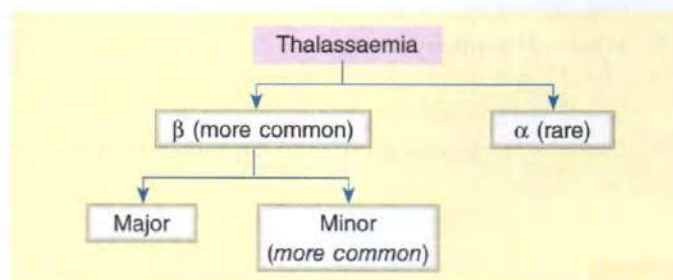 Thalassaemia
β (more common)
α (rare)
Major
Minor
(more common)